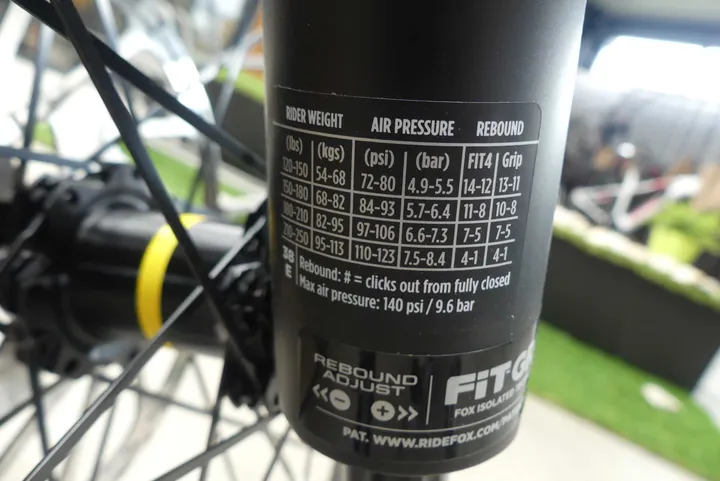 RIDER WEIGHT AIR PRESSURE REBOUND
(lbs) (kgs) (psi) (bar) FIT4 Grip
120-150 54-68 72-80 4.9-5.5 14-12 13-11
150-180 68-82 84-93 5.7-6.4 11-8 10-8
180-210 82-95 97-106 6.6-7.3 7-5 7-5
210-250 95-113 110-123 7.5-8.4 4-1 4-1
38
E
Rebound: # = clicks out from fully closed
Max air pressure: 140 psi / 9.6 bar
REBOUND
ADJUST
FIT
FOX ISOLATED
PAT. WWW.RIDEFOX.COM/